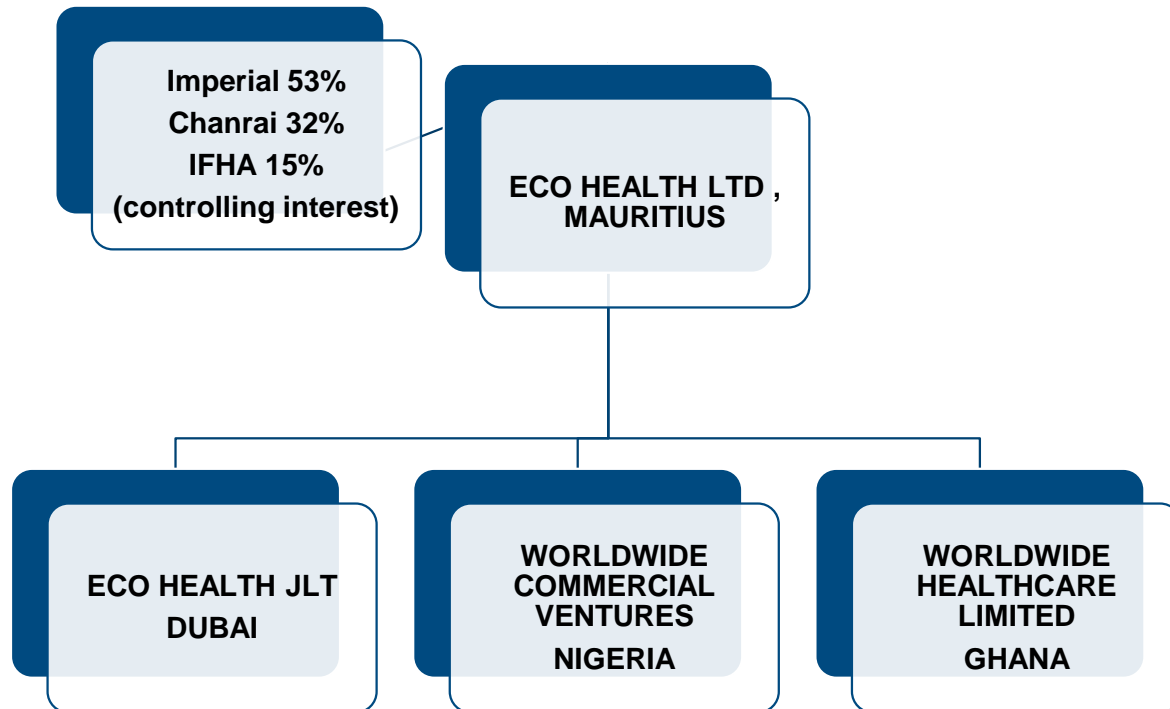 Imperial 53%
Chanrai 32%
IFHA 15%
(controlling interest)
ECO HEALTH LTD ,
MAURITIUS
ECO HEALTH JLT
DUBAI
WORLDWIDE
COMMERCIAL
VENTURES
NIGERIA
WORLDWIDE
HEALTHCARE
LIMITED
GHANA